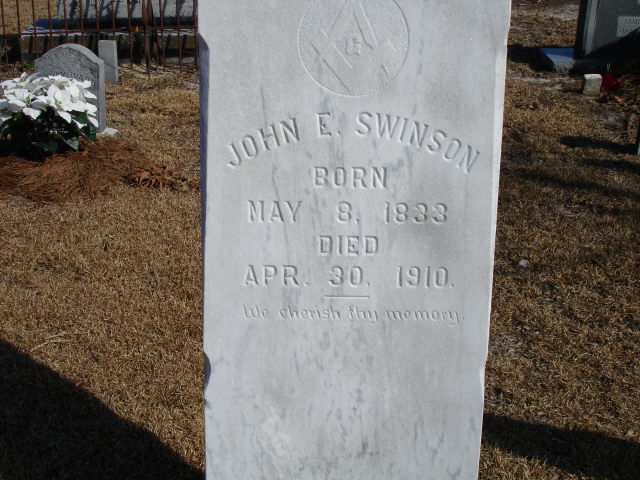 G
JOHN E. SWINSON
BORN
MAY 8, 1833
DIED
APR. 30, 1910.
We cherish thy memory.